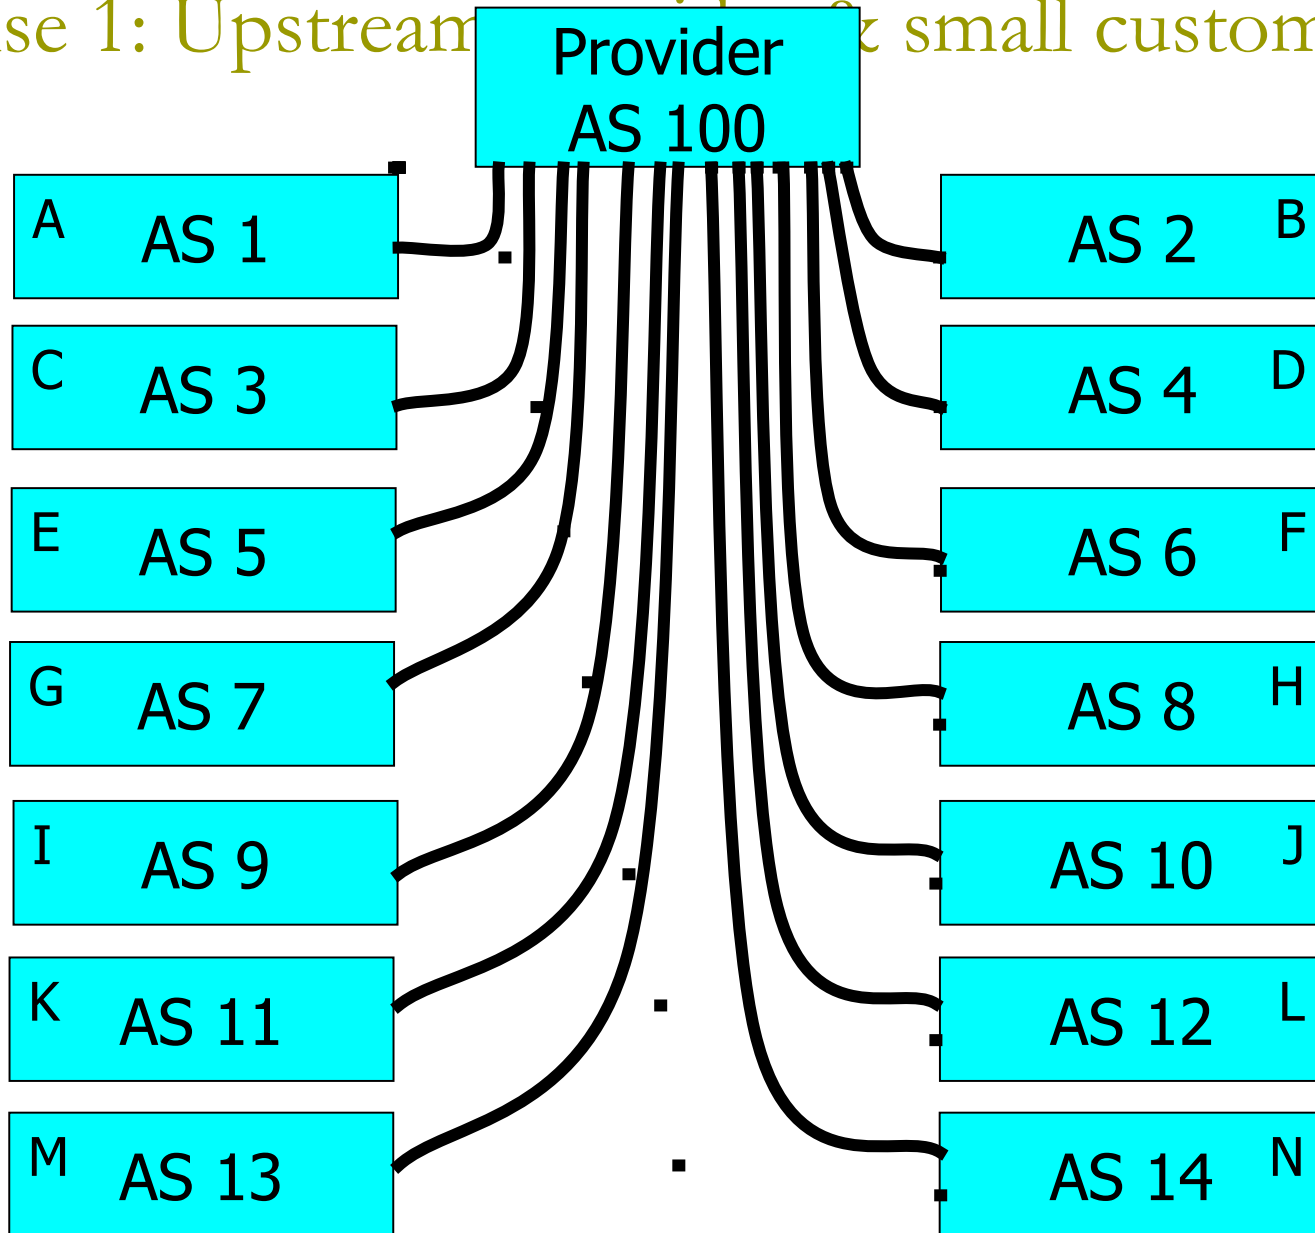 se 1: Upstream & small custom
Provider
AS 100
A AS 1
AS 2 B
C AS 3
AS 4 D
E AS 5
AS 6 F
G AS 7
AS 8 H
I AS 9
AS 10 J
K AS 11
AS 12 L
M AS 13
AS 14 N